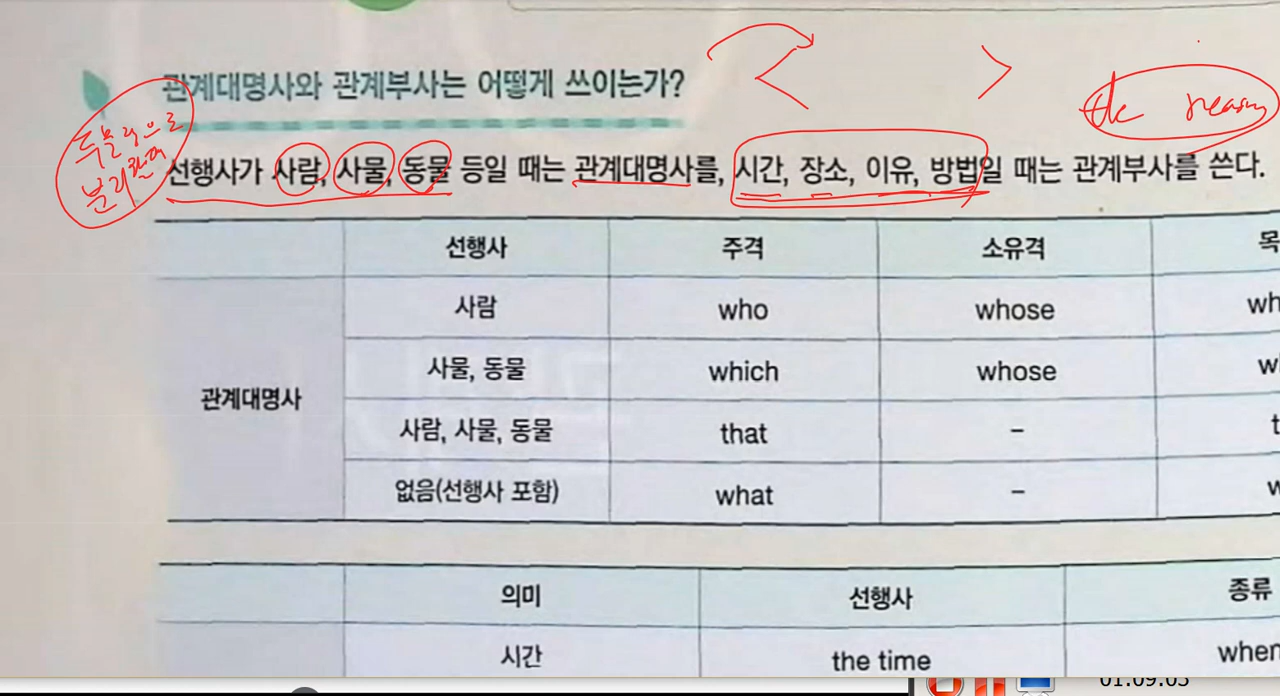 관계대명사와 관계부사는 어떻게 쓰이는가?
the reason
선행사가 사람, 사물, 동물 등일 때는 관계대명사를, 시간, 장소, 이유, 방법일 때는 관계부사를 쓴다.
선행사 주격 소유격 목
사람 who whose wh
사물, 동물 which whose w
관계대명사
사람, 사물, 동물 that – t
없음(선행사 포함) what – w
의미 선행사 종류
시간 the time when
01:09:03